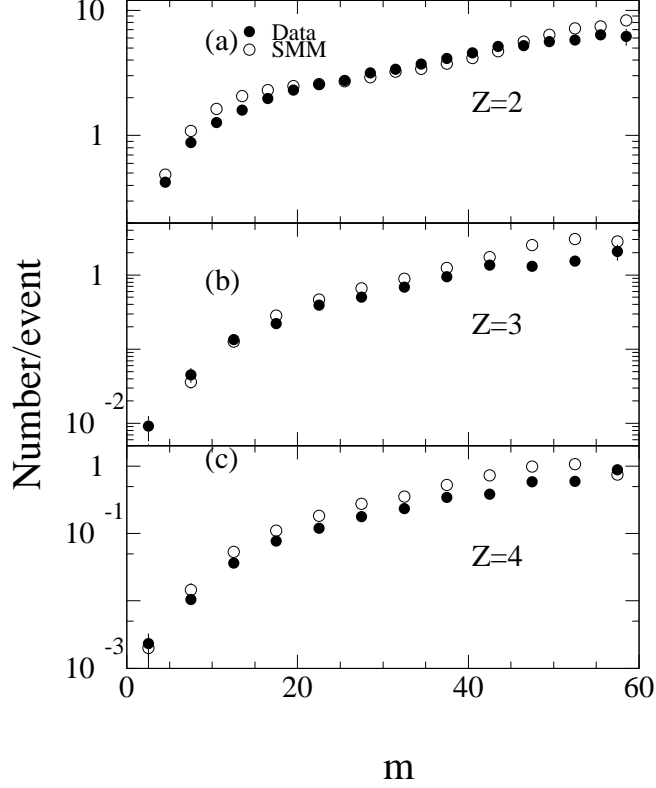 10
(a)
Data
SMM
1
Z=2
1
(b)
Z=3
10 -2
Number/event
1
(c)
10 -1
Z=4
10 -3
0 20 40 60
m